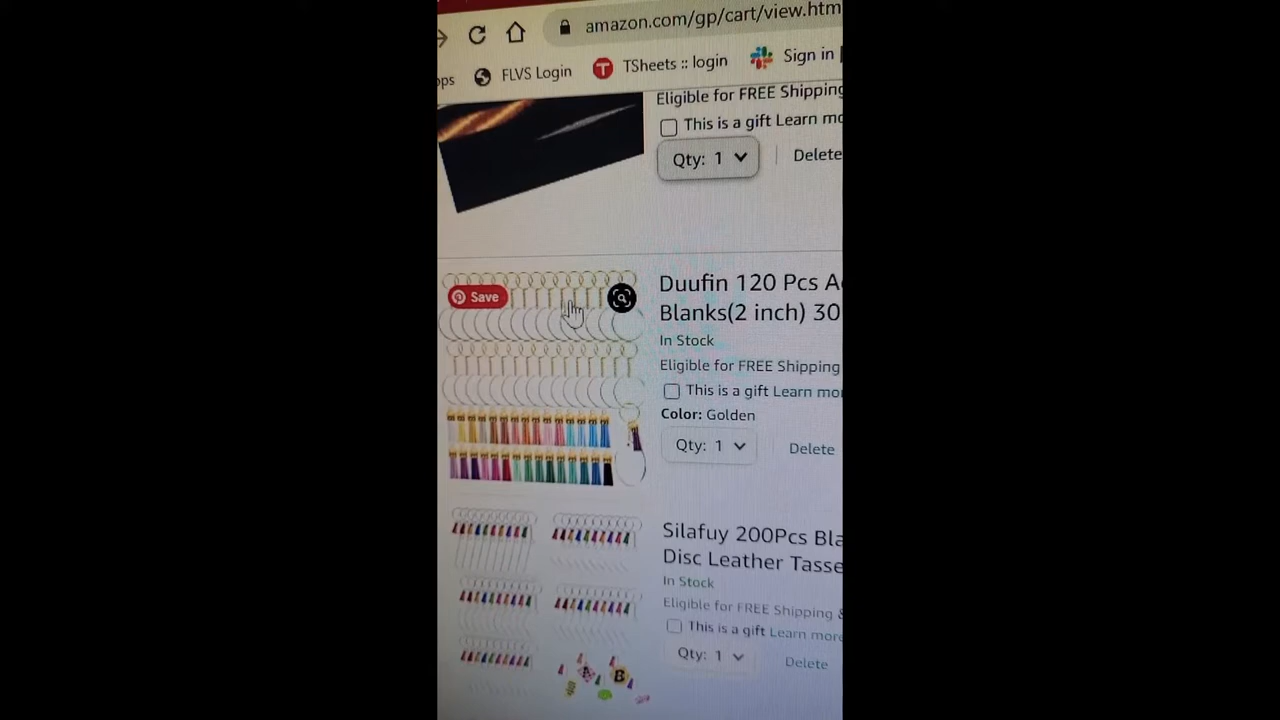 amazon.com/gp/cart/view.htm
FLVS Login
TSheets :: login
Sign in
Eligible for FREE Shipping
This is a gift Learn mo
Qty: 1
Delete
Save
Duufin 120 Pcs A
Blanks(2 inch) 30
In Stock
Eligible for FREE Shipping
This is a gift Learn mo
Color: Golden
Qty: 1
Delete
Silafuy 200Pcs Bla
Disc Leather Tasse
In Stock
Eligible for FREE Shipping &
This is a gift Learn more
Qty: 1
Delete
A
B